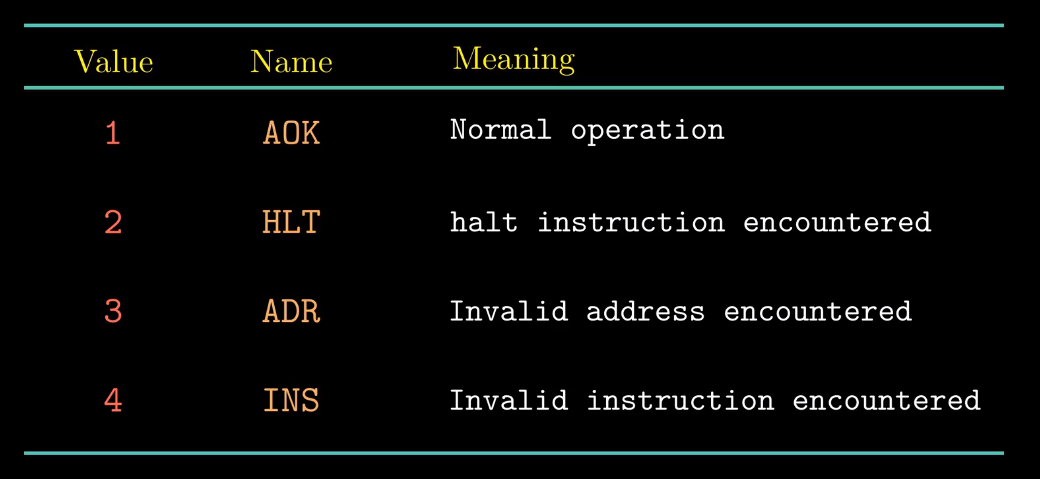 Value Name Meaning
1 AOK Normal operation
2 HLT halt instruction encountered
3 ADR Invalid address encountered
4 INS Invalid instruction encountered